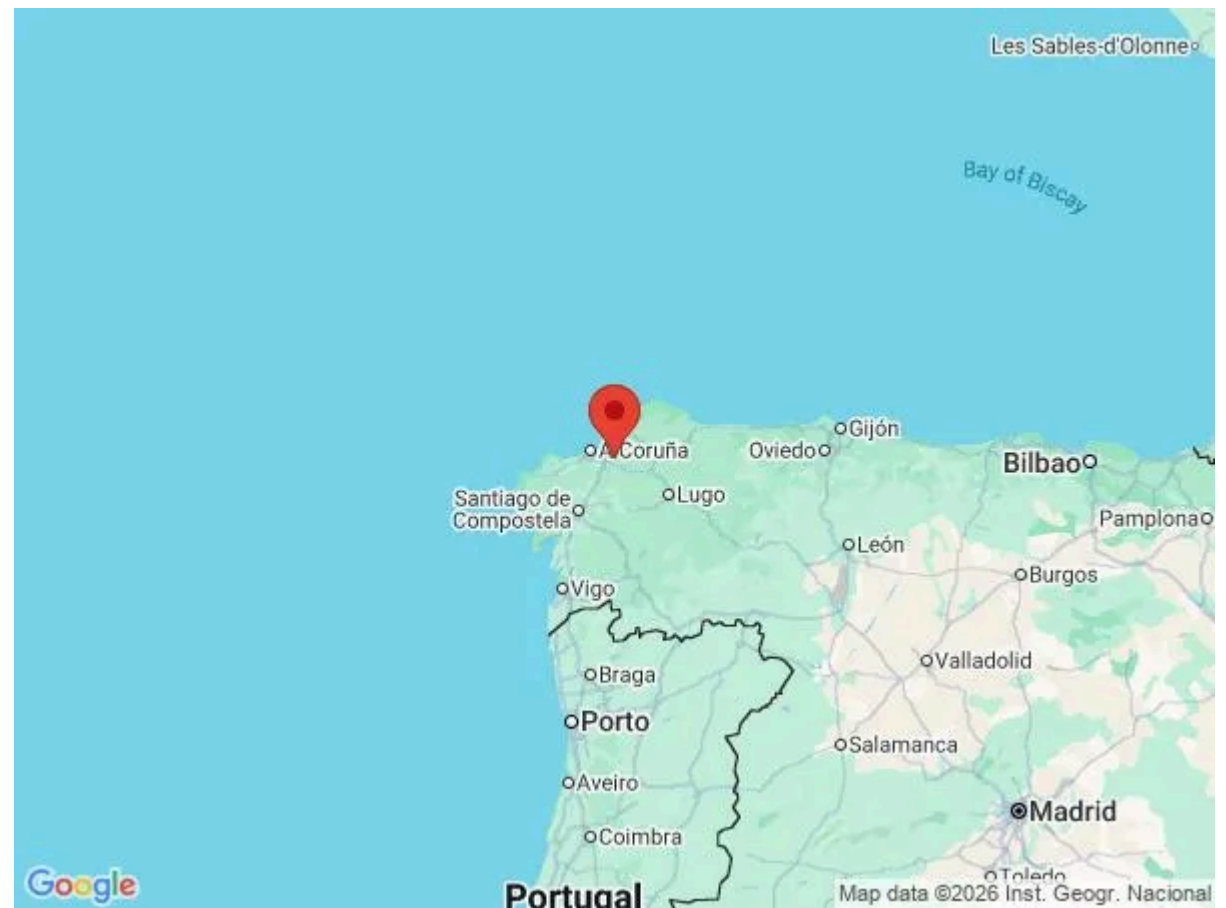 Les Sables-d'Olonne
Bay of Biscay
A Coruña
Oviedo
Gijón
Bilbao
Santiago de
Compostela
Lugo
Pamplona
León
Burgos
Vigo
Valladolid
Braga
Porto
Salamanca
Aveiro
Madrid
Coimbra
Toledo
Google
Portugal
Map data ©2026 Inst. Geogr. Nacional